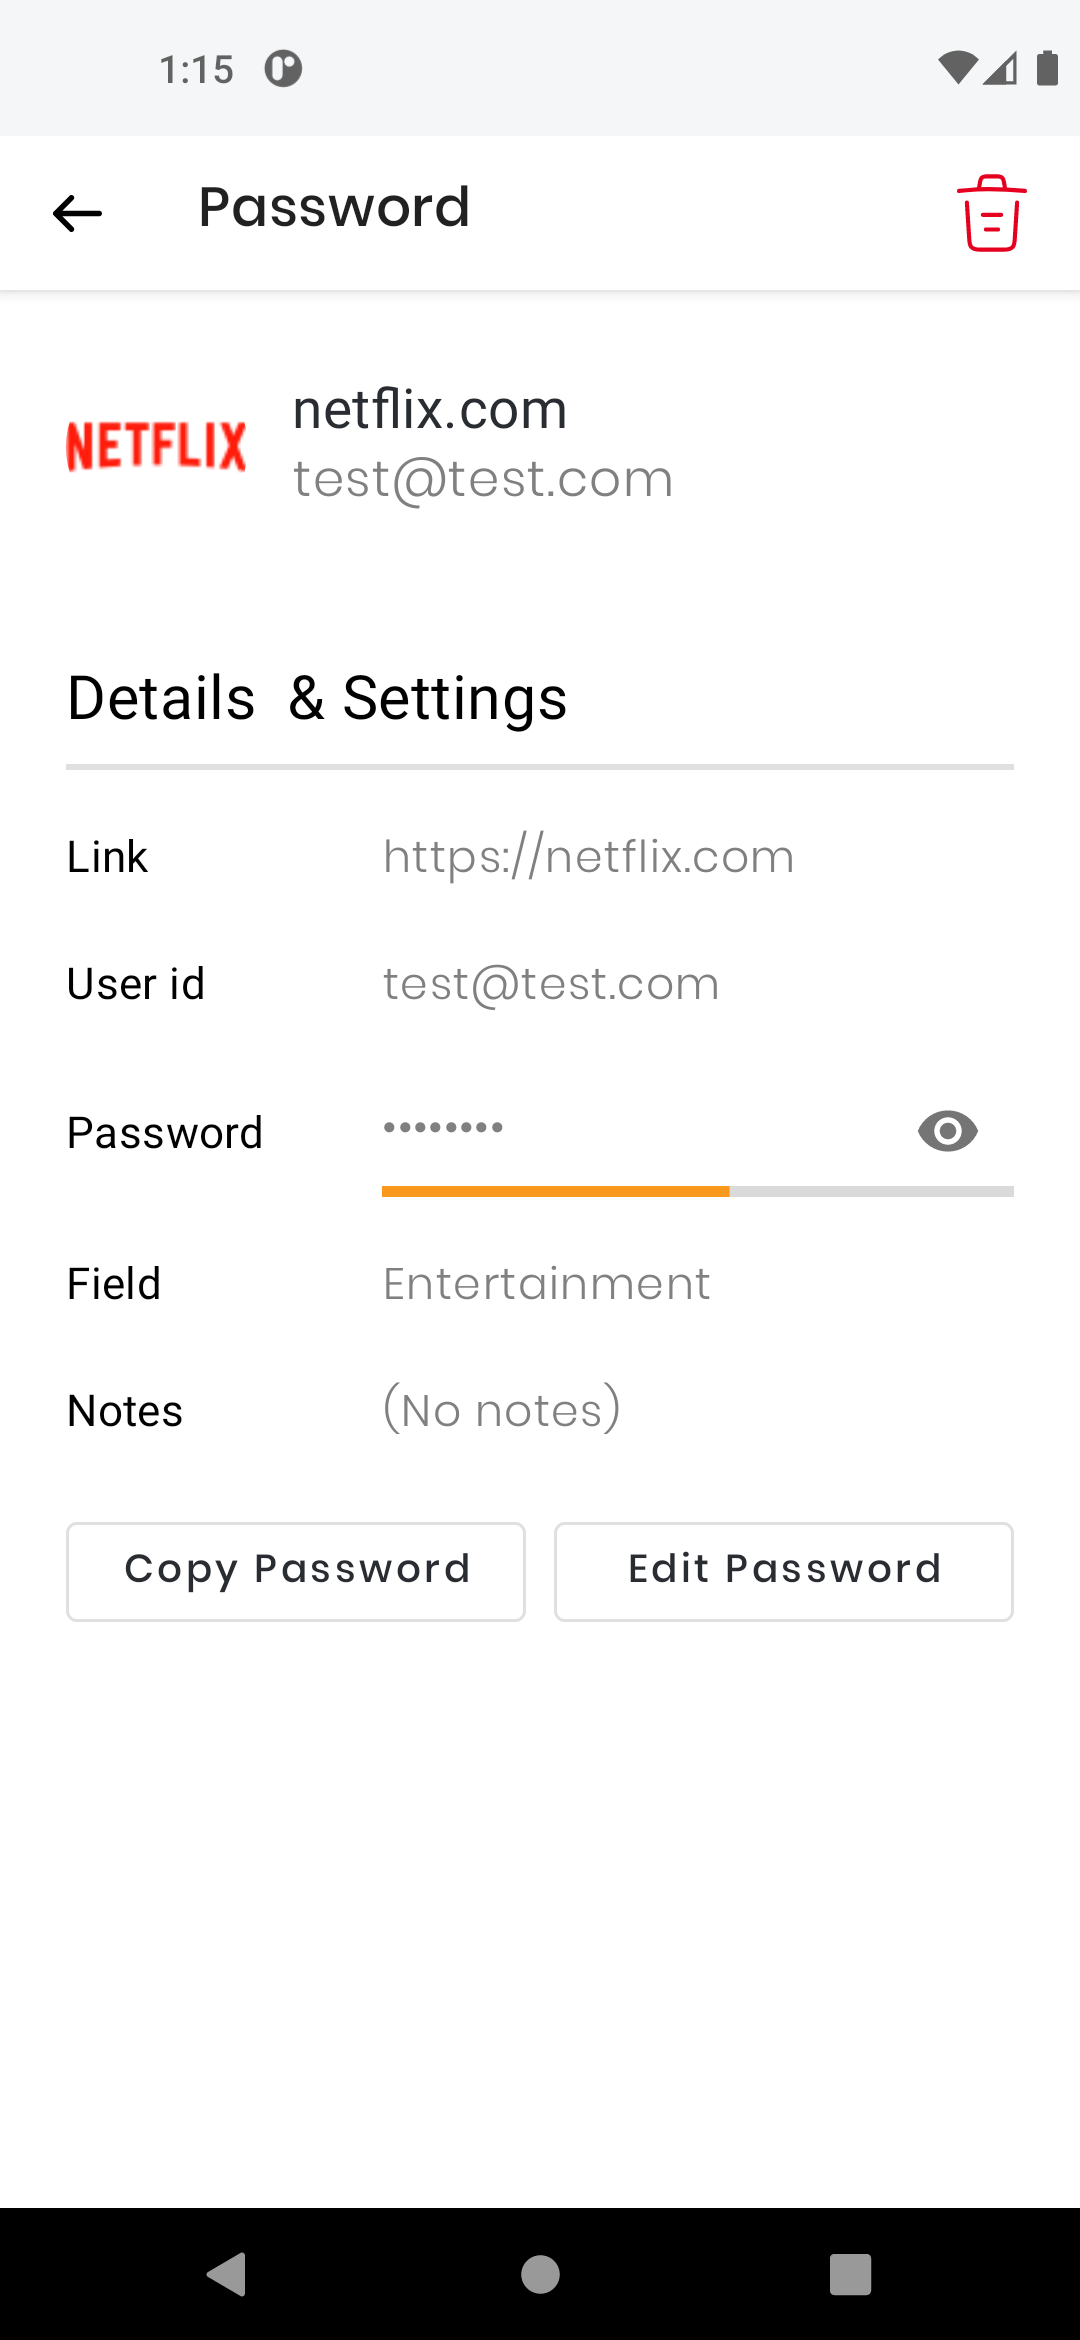 1:15
Password
NETFLIX
netflix.com
test@test.com
Details & Settings
Link https://netflix.com
User id test@test.com
Password ••••••••
Field Entertainment
Notes (No notes)
Copy Password Edit Password